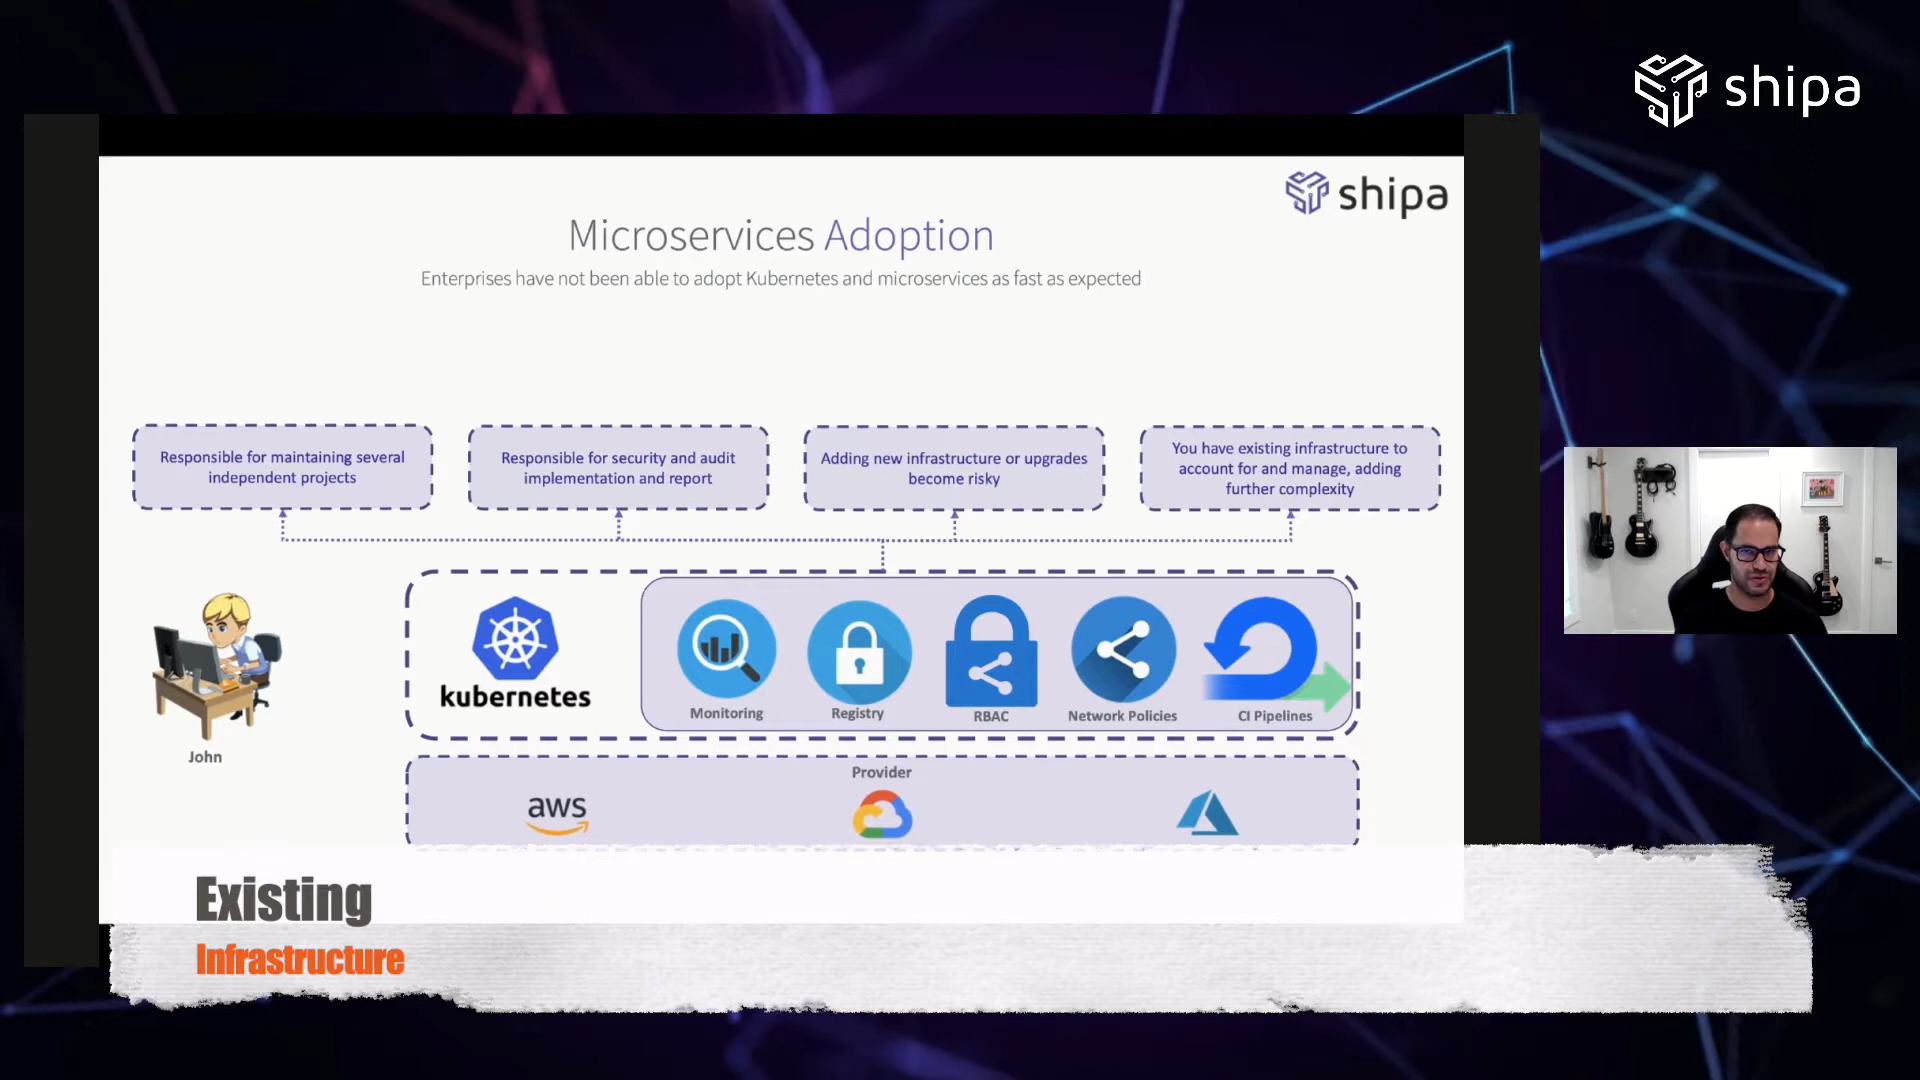 shipa
shipa
Microservices Adoption
Enterprises have not been able to adopt Kubernetes and microservices as fast as expected
Responsible for maintaining several
independent projects
Responsible for security and audit
implementation and report
Adding new infrastructure or upgrades
become risky
You have existing infrastructure to
account for and manage, adding
further complexity
kubernetes
Monitoring
Registry
RBAC
Network Policies
CI Pipelines
John
Provider
aws
Existing
Infrastructure